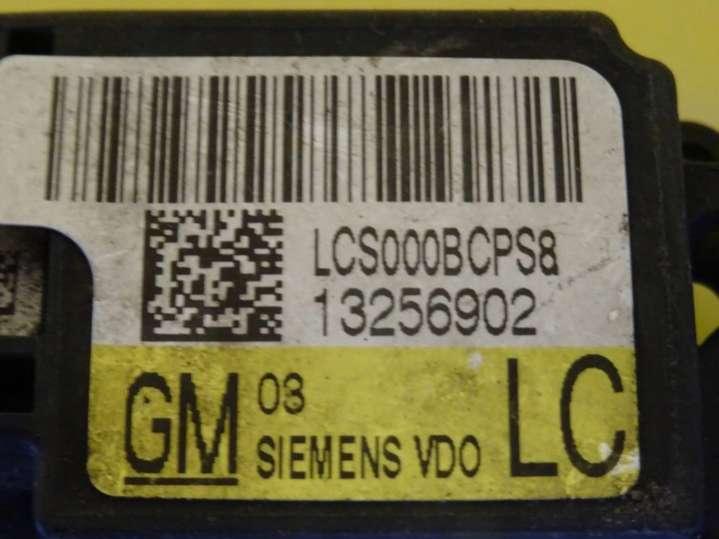 LCS000BCPS8
13256902
GM 03 LC
SIEMENS VDO